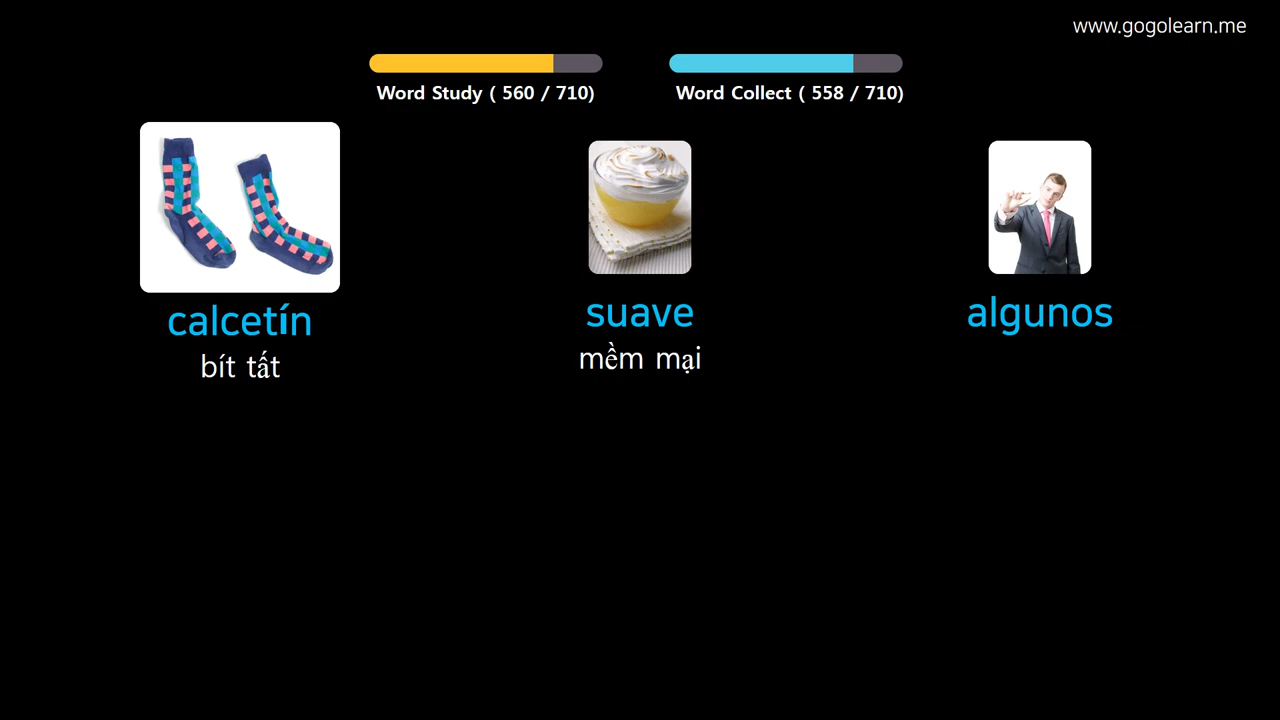 www.gogolearn.me
Word Study ( 560 / 710)
Word Collect ( 558 / 710)
calcetín
bít tất
suave
mềm mại
algunos